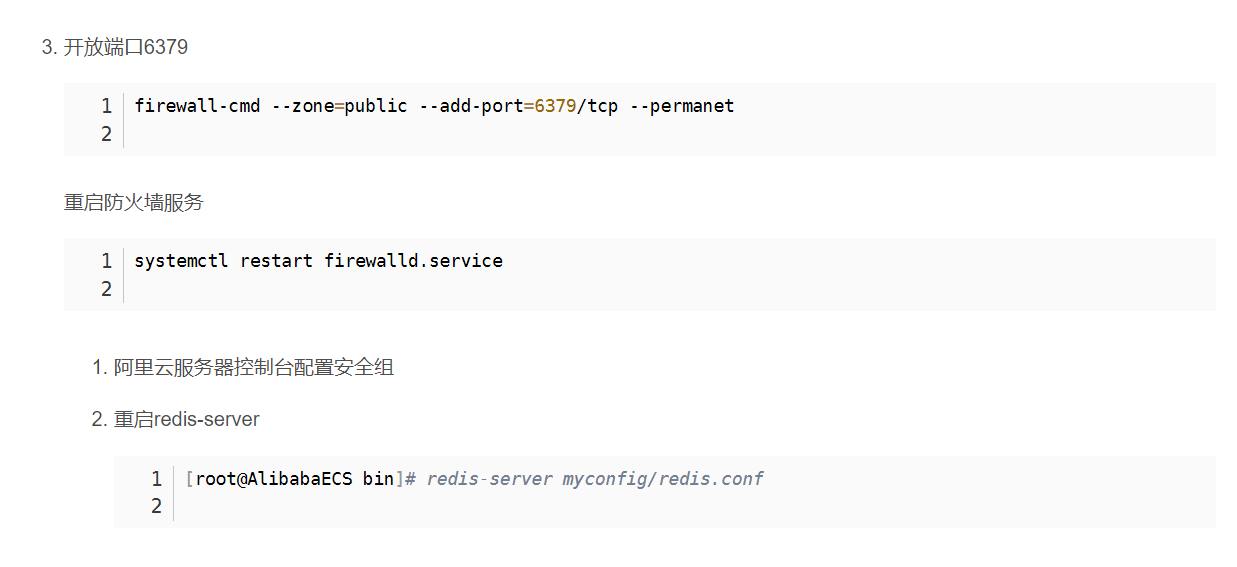 3. 开放端口6379
1 firewall-cmd --zone=public --add-port=6379/tcp --permanet
2
重启防火墙服务
1 systemctl restart firewalld.service
2
1. 阿里云服务器控制台配置安全组
2. 重启redis-server
1 [root@AlibabaECS bin]# redis-server myconfig/redis.conf
2